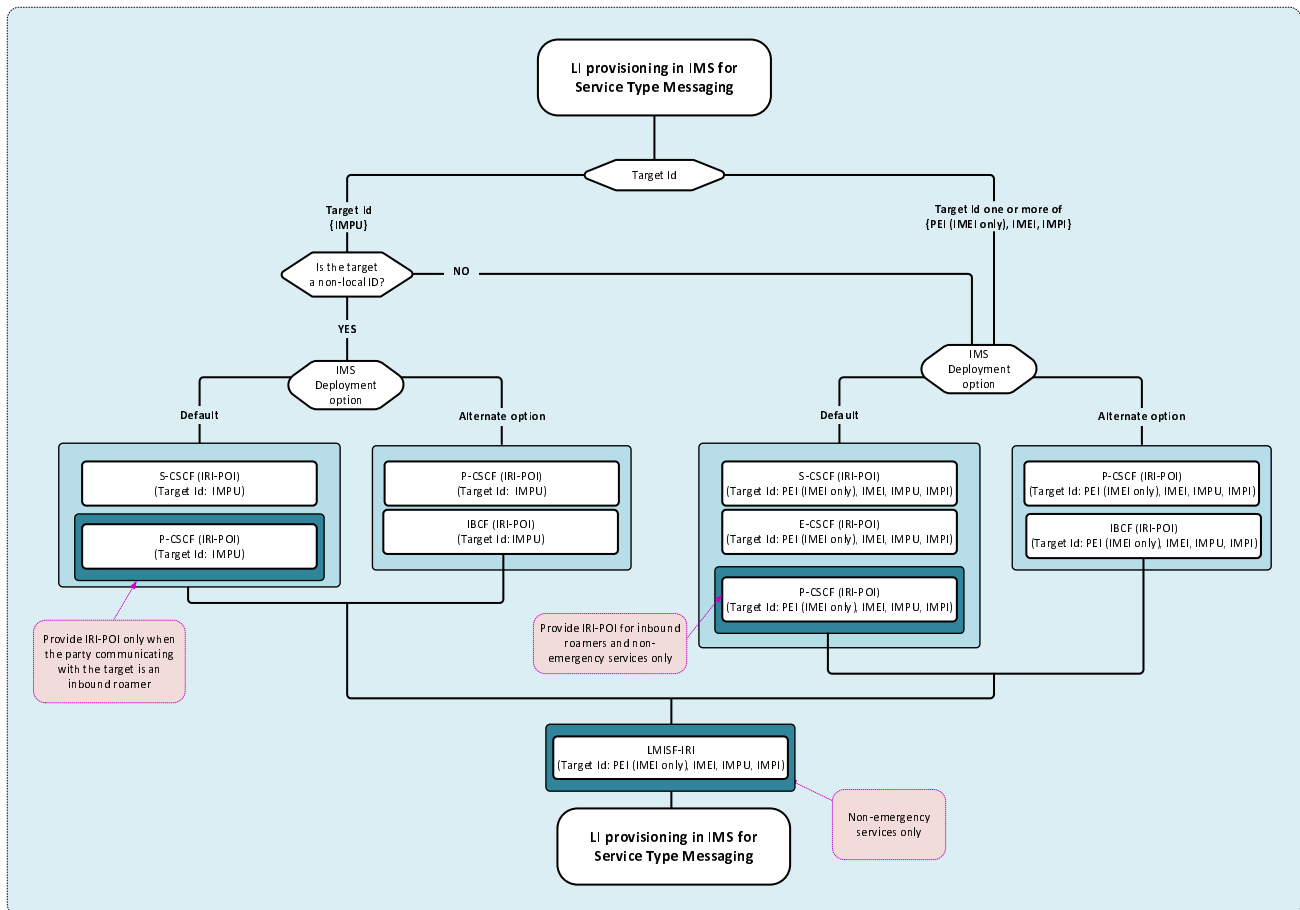 LI provisioning in IMS for
Service Type Messaging
Target Id
Target Id
{IMPU}
Target Id one or more of
{PEI (IMEI only), IMEI, IMPI}
Is the target
a non-local ID?
NO
YES
IMS
Deployment
option
IMS
Deployment
option
Default
Alternate option
Default
Alternate option
S-CSCF (IRI-POI)
(Target Id: IMPU)
P-CSCF (IRI-POI)
(Target Id: IMPU)
P-CSCF (IRI-POI)
(Target Id: IMPU)
IBCF (IRI-POI)
(Target Id: IMPU)
S-CSCF (IRI-POI)
(Target Id: PEI (IMEI only), IMEI, IMPU, IMPI)
E-CSCF (IRI-POI)
(Target Id: PEI (IMEI only), IMEI, IMPU, IMPI)
P-CSCF (IRI-POI)
(Target Id: PEI (IMEI only), IMEI, IMPU, IMPI)
P-CSCF (IRI-POI)
(Target Id: PEI (IMEI only), IMEI, IMPU, IMPI)
IBCF (IRI-POI)
(Target Id: PEI (IMEI only), IMEI, IMPU, IMPI)
Provide IRI-POI only when
the party communicating
with the target is an
inbound roamer
Provide IRI-POI for inbound
roamers and non-
emergency services only
LMISF-IRI
(Target Id: PEI (IMEI only), IMEI, IMPU, IMPI)
Non-emergency
services only
LI provisioning in IMS for
Service Type Messaging